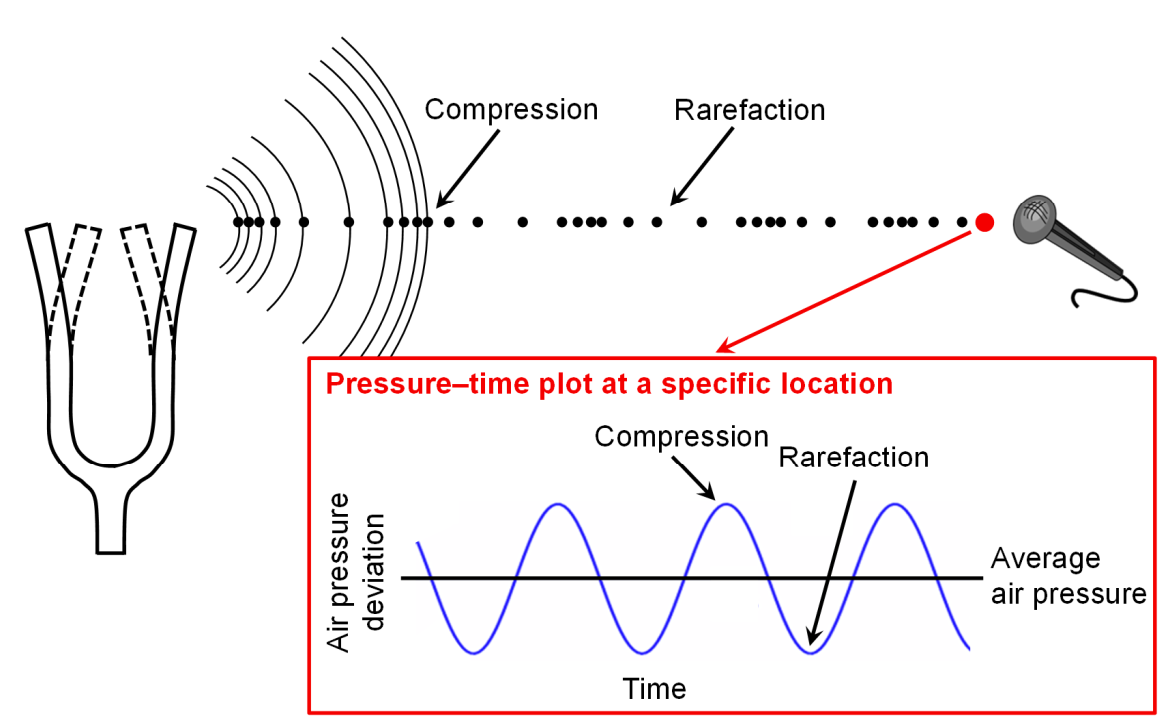 Compression
Rarefaction
Pressure–time plot at a specific location
Compression
Rarefaction
Air pressure
deviation
Average
air pressure
Time